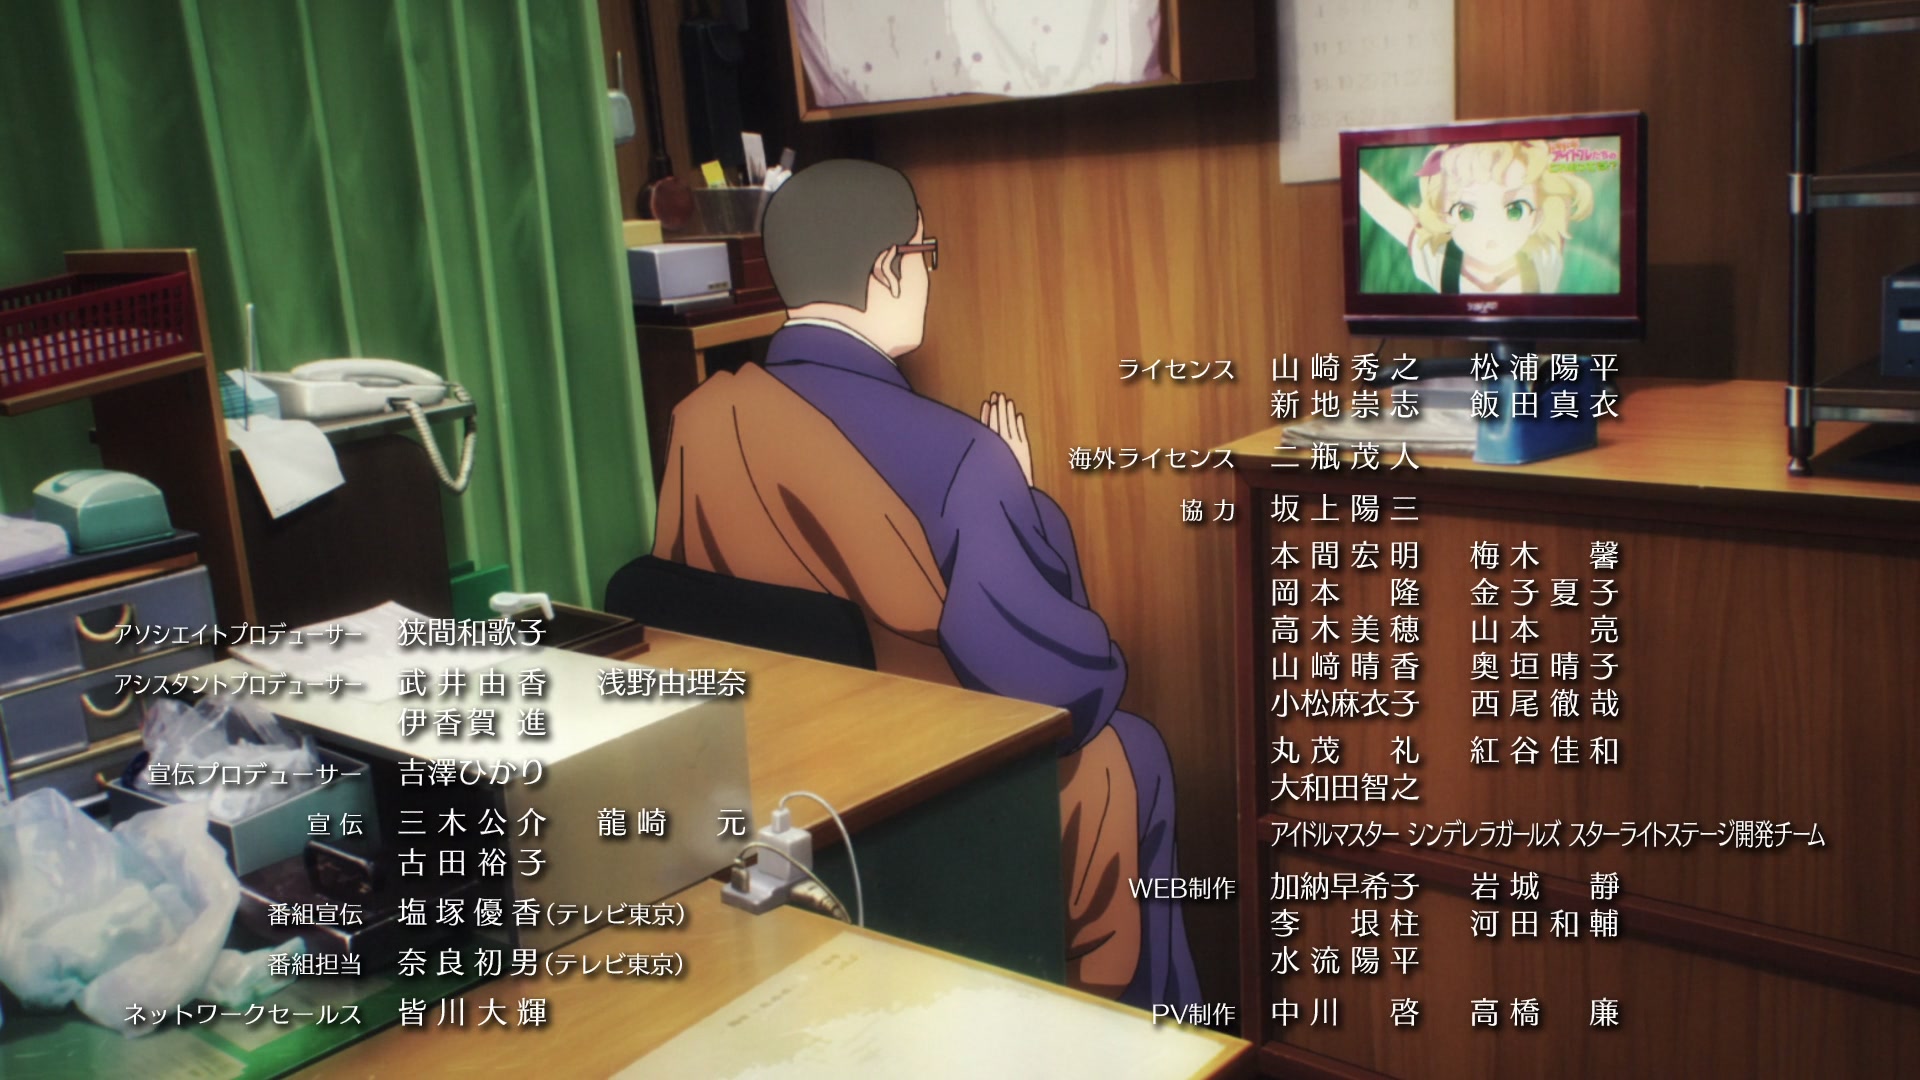 アソシエイトプロデューサー 狭間和歌子
アシスタントプロデューサー 武井由香 浅野由理奈
伊香賀 進
宣伝プロデューサー 吉澤ひかり
宣伝 三木公介 龍崎 元
古田裕子
番組宣伝 塩塚優香(テレビ東京)
番組担当 奈良初男(テレビ東京)
ネットワークセールス 皆川大輝
ライセンス 山崎秀之 松浦陽平
新地崇志 飯田真衣
海外ライセンス 二瓶茂人
協力 坂上陽三
本間宏明 梅木 馨
岡本 隆 金子夏子
高木美穂 山本 亮
山﨑晴香 奥垣晴子
小松麻衣子 西尾徹哉
丸茂 礼 紅谷佳和
大和田智之
アイドルマスター シンデレラガールズ スターライトステージ開発チーム
WEB制作 加納早希子 岩城 靜
李 垠柱 河田和輔
水流陽平
PV制作 中川 啓 高橋 廉